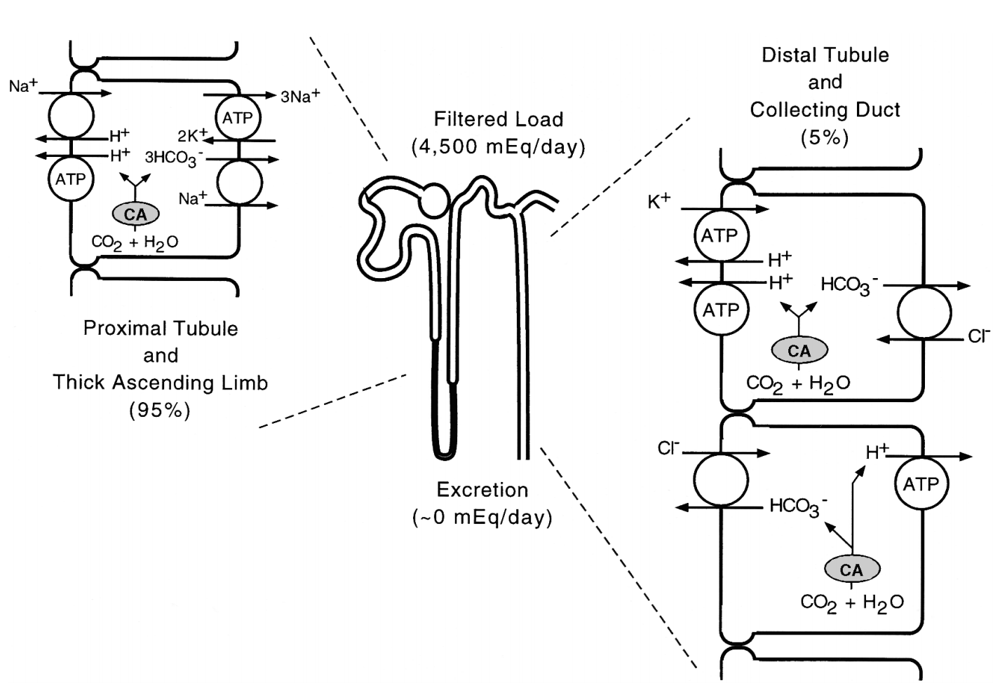 Na⁺
3Na⁺
ATP
H⁺
2K⁺
H⁺
3HCO₃⁻
ATP
Na⁺
CA
CO₂ + H₂O
Proximal Tubule
and
Thick Ascending Limb
(95%)
Filtered Load
(4,500 mEq/day)
Excretion
(~0 mEq/day)
Distal Tubule
and
Collecting Duct
(5%)
K⁺
ATP
H⁺
H⁺
HCO₃⁻
ATP
Cl⁻
CA
CO₂ + H₂O
Cl⁻
H⁺
ATP
HCO₃⁻
CA
CO₂ + H₂O